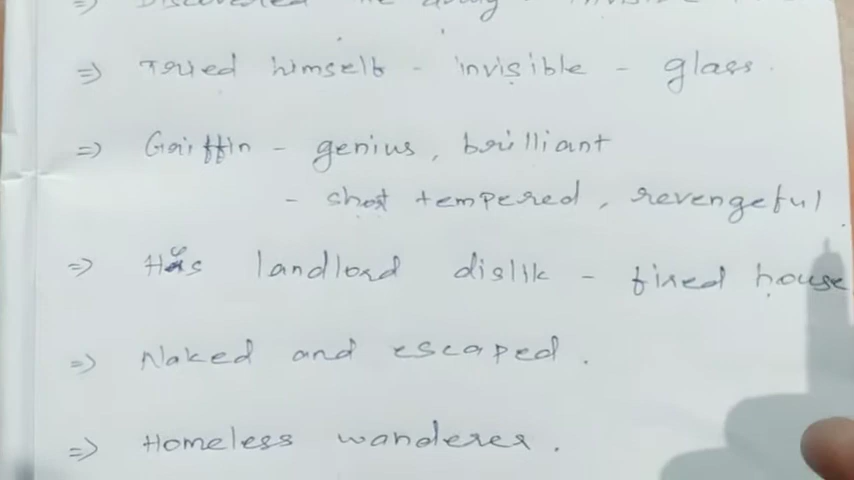 => Discovered
=> Tried himself - invisible - glass.
=> Griffin - genius, brilliant
- short tempered, revengeful.
=> His landlord dislik - fired house
=> Naked and escaped.
=> Homeless wanderer.